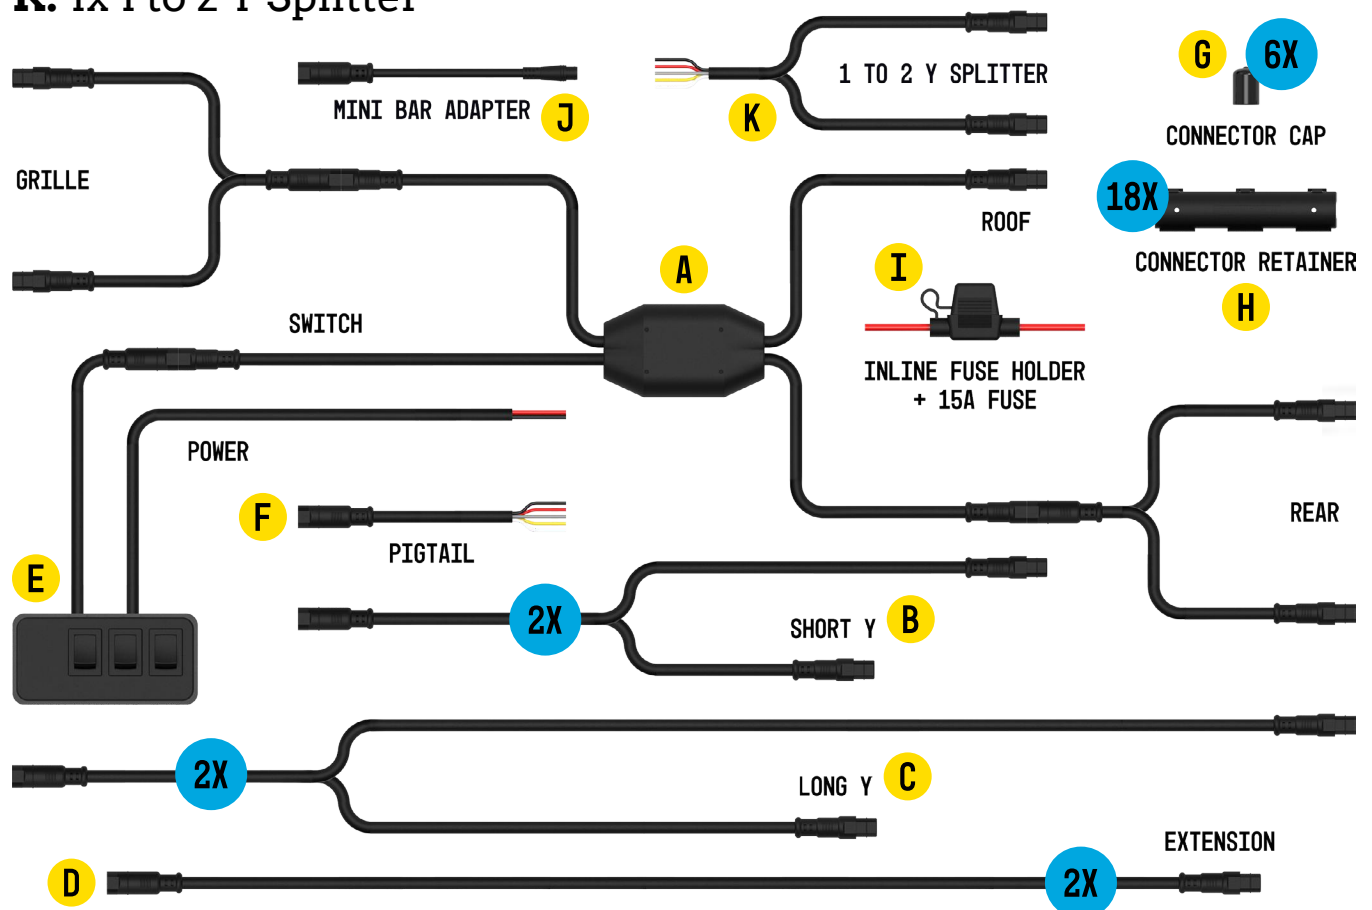 K: 1x 1 to 2 Y Splitter
G
6X
CONNECTOR CAP
MINI BAR ADAPTER
J
K
1 TO 2 Y SPLITTER
GRILLE
18X
ROOF
CONNECTOR RETAINER
H
A
I
INLINE FUSE HOLDER
+ 15A FUSE
SWITCH
POWER
F
PIGTAIL
REAR
E
2X
SHORT Y
B
2X
LONG Y
C
EXTENSION
D
2X